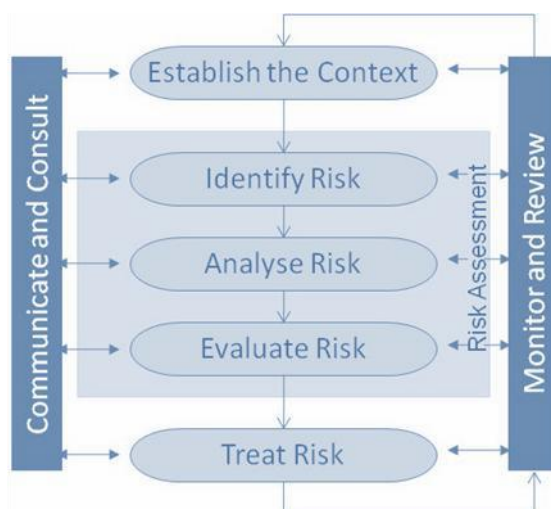 Establish the Context
Communicate and Consult
Identify Risk
Analyse Risk
Evaluate Risk
Risk Assessment
Monitor and Review
Treat Risk